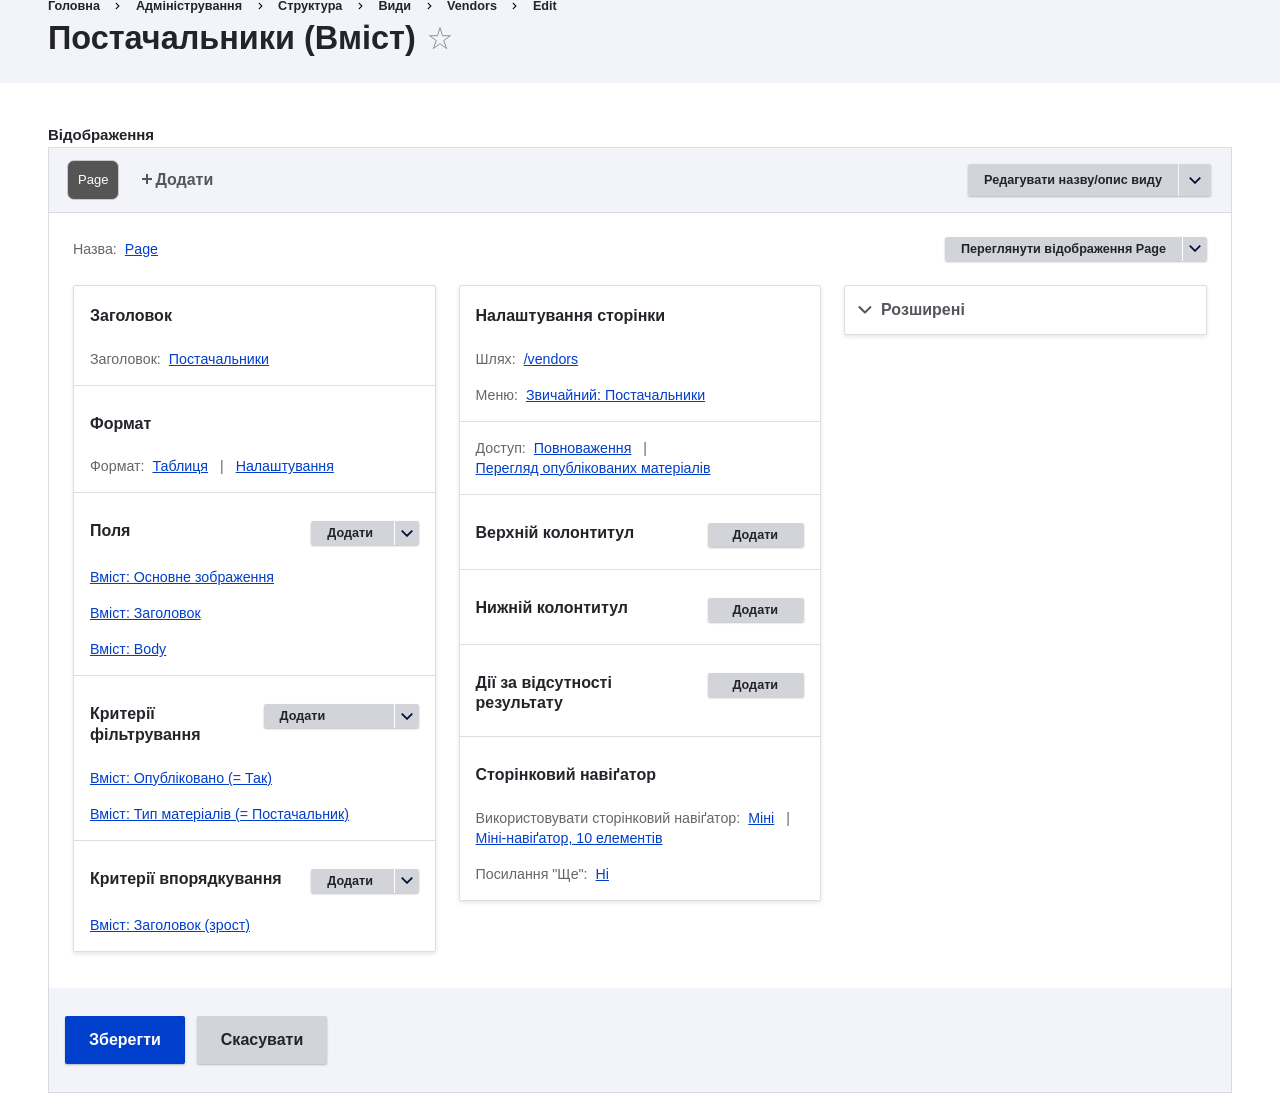 Головна › Адміністрування › Структура › Види › Vendors › Edit
Постачальники (Вміст)
Відображення
Page
+ Додати
Редагувати назву/опис виду
Назва: Page
Переглянути відображення Page
Заголовок
Заголовок: Постачальники
Формат
Формат: Таблиця | Налаштування
Поля
Додати
Вміст: Основне зображення
Вміст: Заголовок
Вміст: Body
Критерії
фільтрування
Додати
Вміст: Опубліковано (= Так)
Вміст: Тип матеріалів (= Постачальник)
Критерії впорядкування
Додати
Вміст: Заголовок (зрост)
Налаштування сторінки
Шлях: /vendors
Меню: Звичайний: Постачальники
Доступ: Повноваження |
Перегляд опублікованих матеріалів
Верхній колонтитул
Додати
Нижній колонтитул
Додати
Дії за відсутності
результату
Додати
Сторінковий навіґатор
Використовувати сторінковий навіґатор: Міні |
Міні-навіґатор, 10 елементів
Посилання "Ще": Ні
Розширені
Зберегти
Скасувати